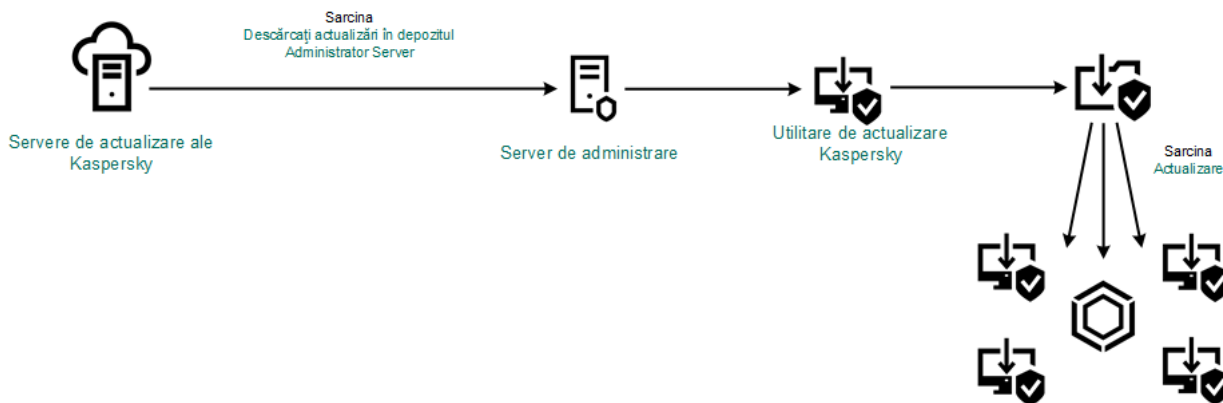 Sarcina
Descărcați actualizări în depozitul
Administrator Server
Servere de actualizare ale
Kaspersky
Server de administrare
Utilitare de actualizare
Kaspersky
Sarcina
Actualizare